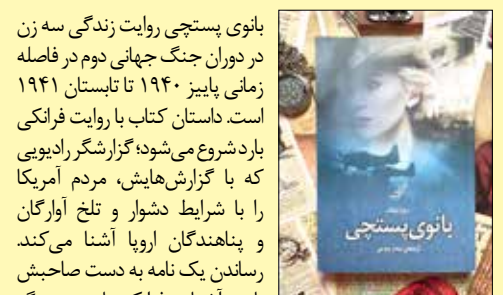 بانوی پستچی روایت زندگی سه زن
در دوران جنگ جهانی دوم در فاصله
زمانی پاییز ۱۹۴۰ تا تابستان ۱۹۴۱
است. داستان کتاب با روایت فرانکی
بارد شروع می‌شود؛ گزارشگر رادیویی
که با گزارش‌هایش، مردم آمریکا
را با شرایط دشوار و تلخ آوارگان
و پناهندگان اروپا آشنا می‌کند.
رساندن یک نامه به دست صاحبش
بانوی پستچی